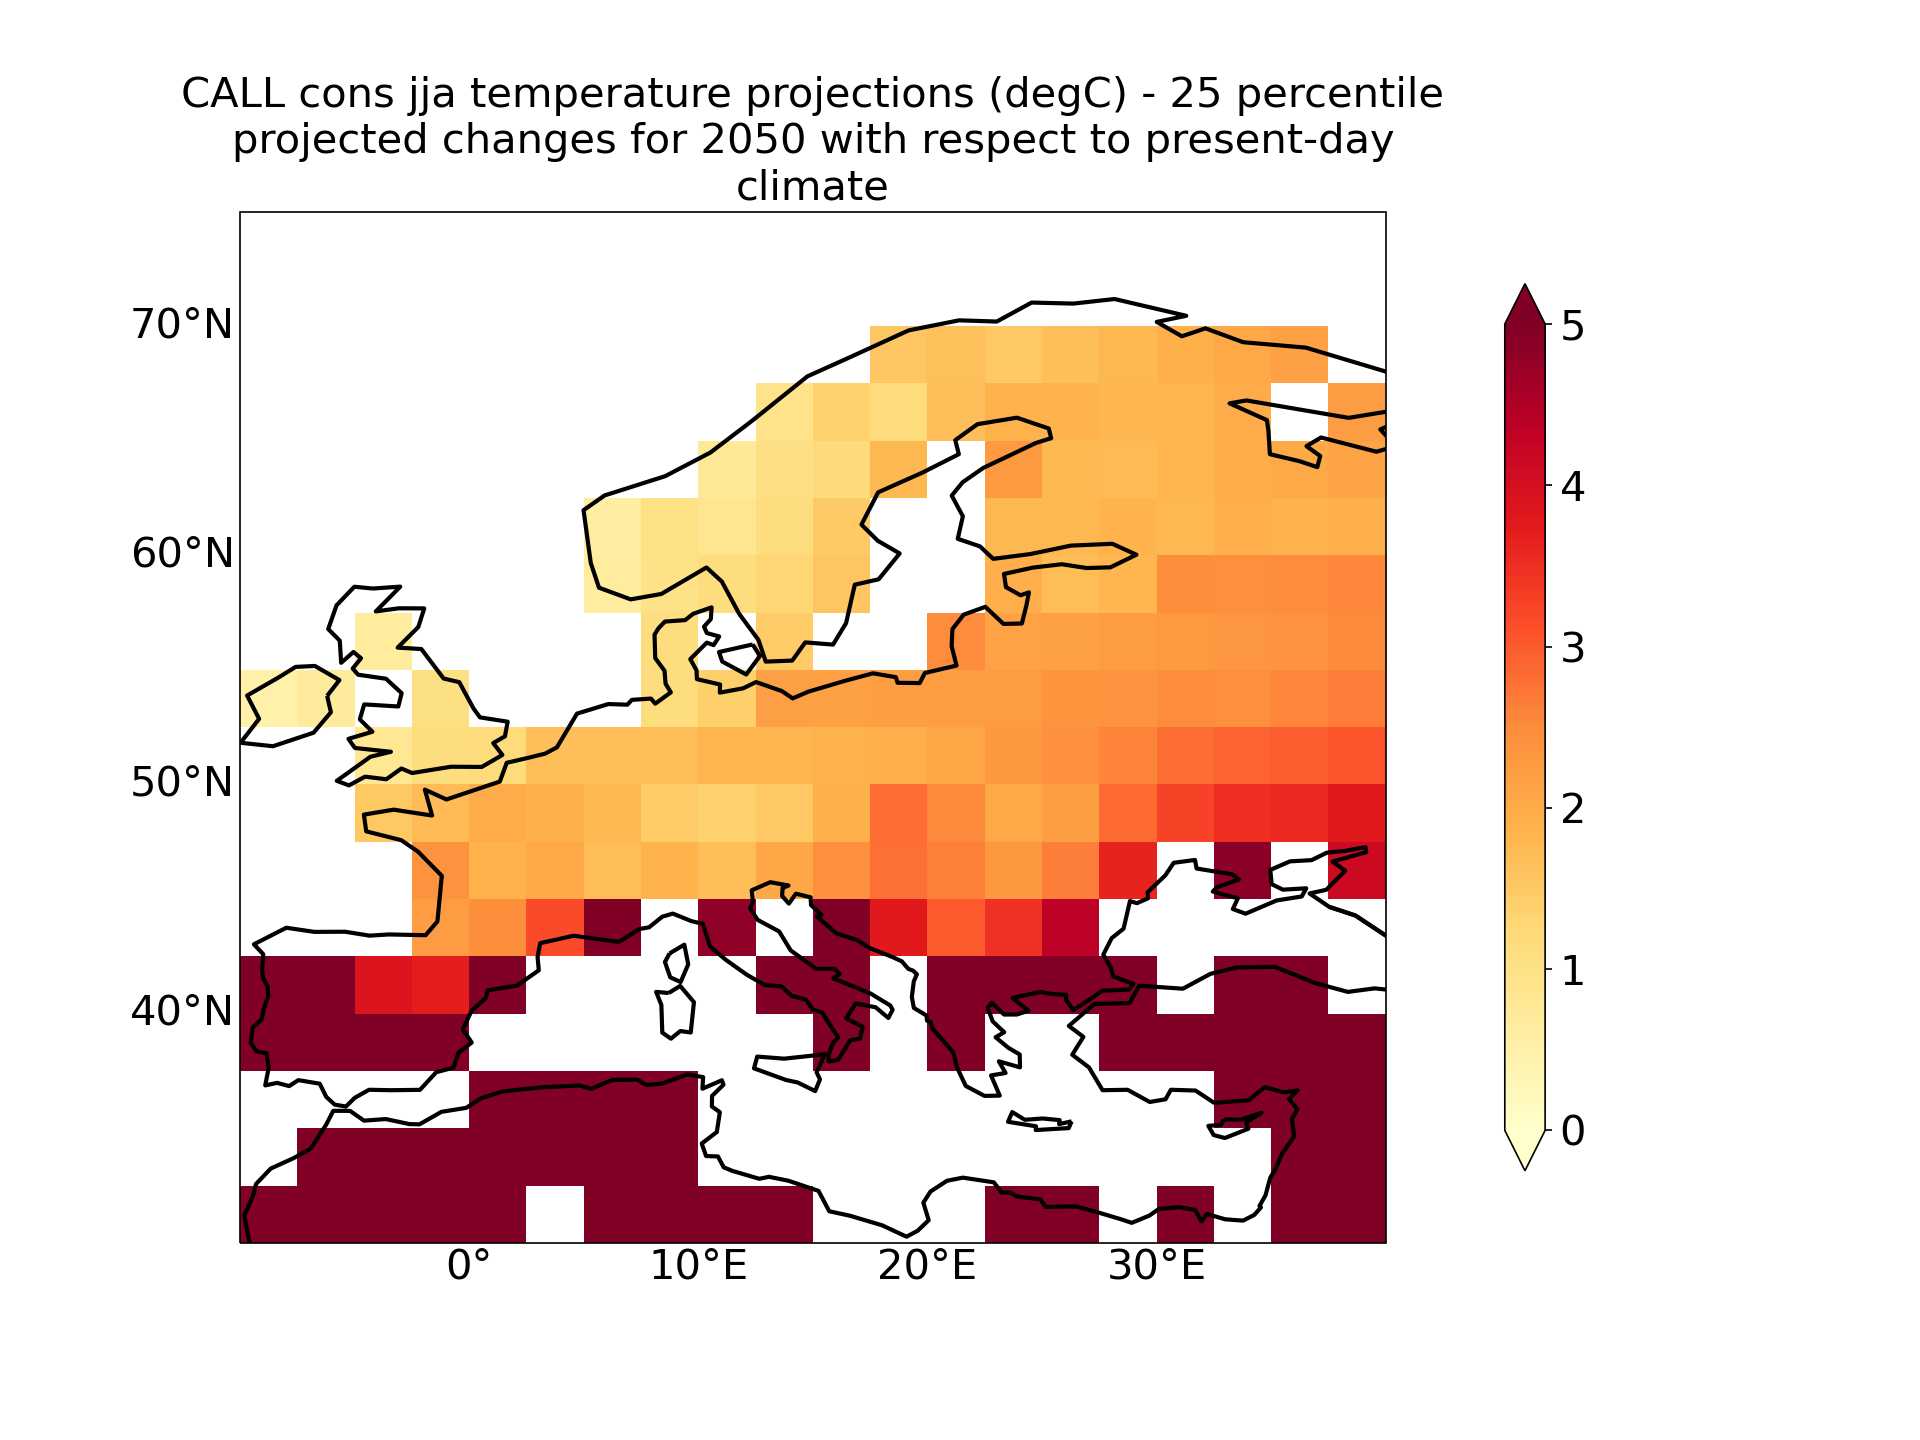 CALL cons jja temperature projections (degC) - 25 percentile
projected changes for 2050 with respect to present-day
climate
70°N
60°N
50°N
40°N
0°
10°E
20°E
30°E
5
4
3
2
1
0